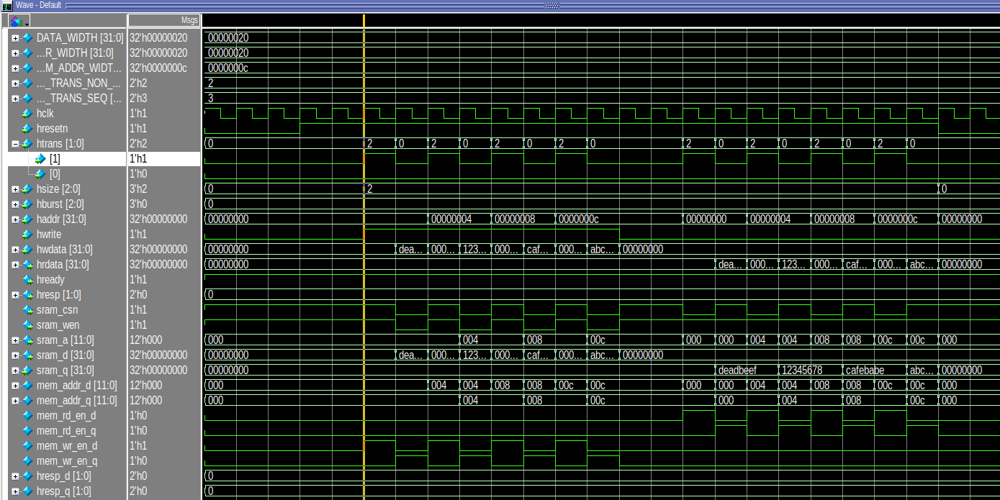 Wave - Default
Msgs
DATA_WIDTH [31:0] 32'h00000020 00000020
...R_WIDTH [31:0] 32'h00000020 00000020
...M_ADDR_WIDT... 32'h0000000c 0000000c
..._TRANS_NON_... 2'h2 2
..._TRANS_SEQ [... 2'h3 3
hclk 1'h1
hresetn 1'h1
htrans [1:0] 2'h2 0 2 0 2 0 2 0 2 0 2 0 2 0 2 0 2 0
[1] 1'h1
[0] 1'h0
hsize [2:0] 3'h2 0 2 0
hburst [2:0] 3'h0 0
haddr [31:0] 32'h00000000 00000000 00000004 00000008 0000000c 00000000 00000004 00000008 0000000c 00000000
hwrite 1'h1
hwdata [31:0] 32'h00000000 00000000 dea... 000... 123... 000... caf... 000... abc... 00000000
hrdata [31:0] 32'h00000000 00000000 dea... 000... 123... 000... caf... 000... abc... 00000000
hready 1'h1
hresp [1:0] 2'h0 0
sram_csn 1'h1
sram_wen 1'h1
sram_a [11:0] 12'h000 000 004 008 00c 000 000 004 004 008 008 00c 00c 000
sram_d [31:0] 32'h00000000 00000000 dea... 000... 123... 000... caf... 000... abc... 00000000
sram_q [31:0] 32'h00000000 00000000 deadbeef 12345678 cafebabe abc... 00000000
mem_addr_d [11:0] 12'h000 000 004 004 008 008 00c 00c 000 000 004 004 008 008 00c 00c 000
mem_addr_q [11:0] 12'h000 000 004 008 00c 000 004 008 00c 000
mem_rd_en_d 1'h0
mem_rd_en_q 1'h0
mem_wr_en_d 1'h1
mem_wr_en_q 1'h0
hresp_d [1:0] 2'h0 0
hresp_q [1:0] 2'h0 0